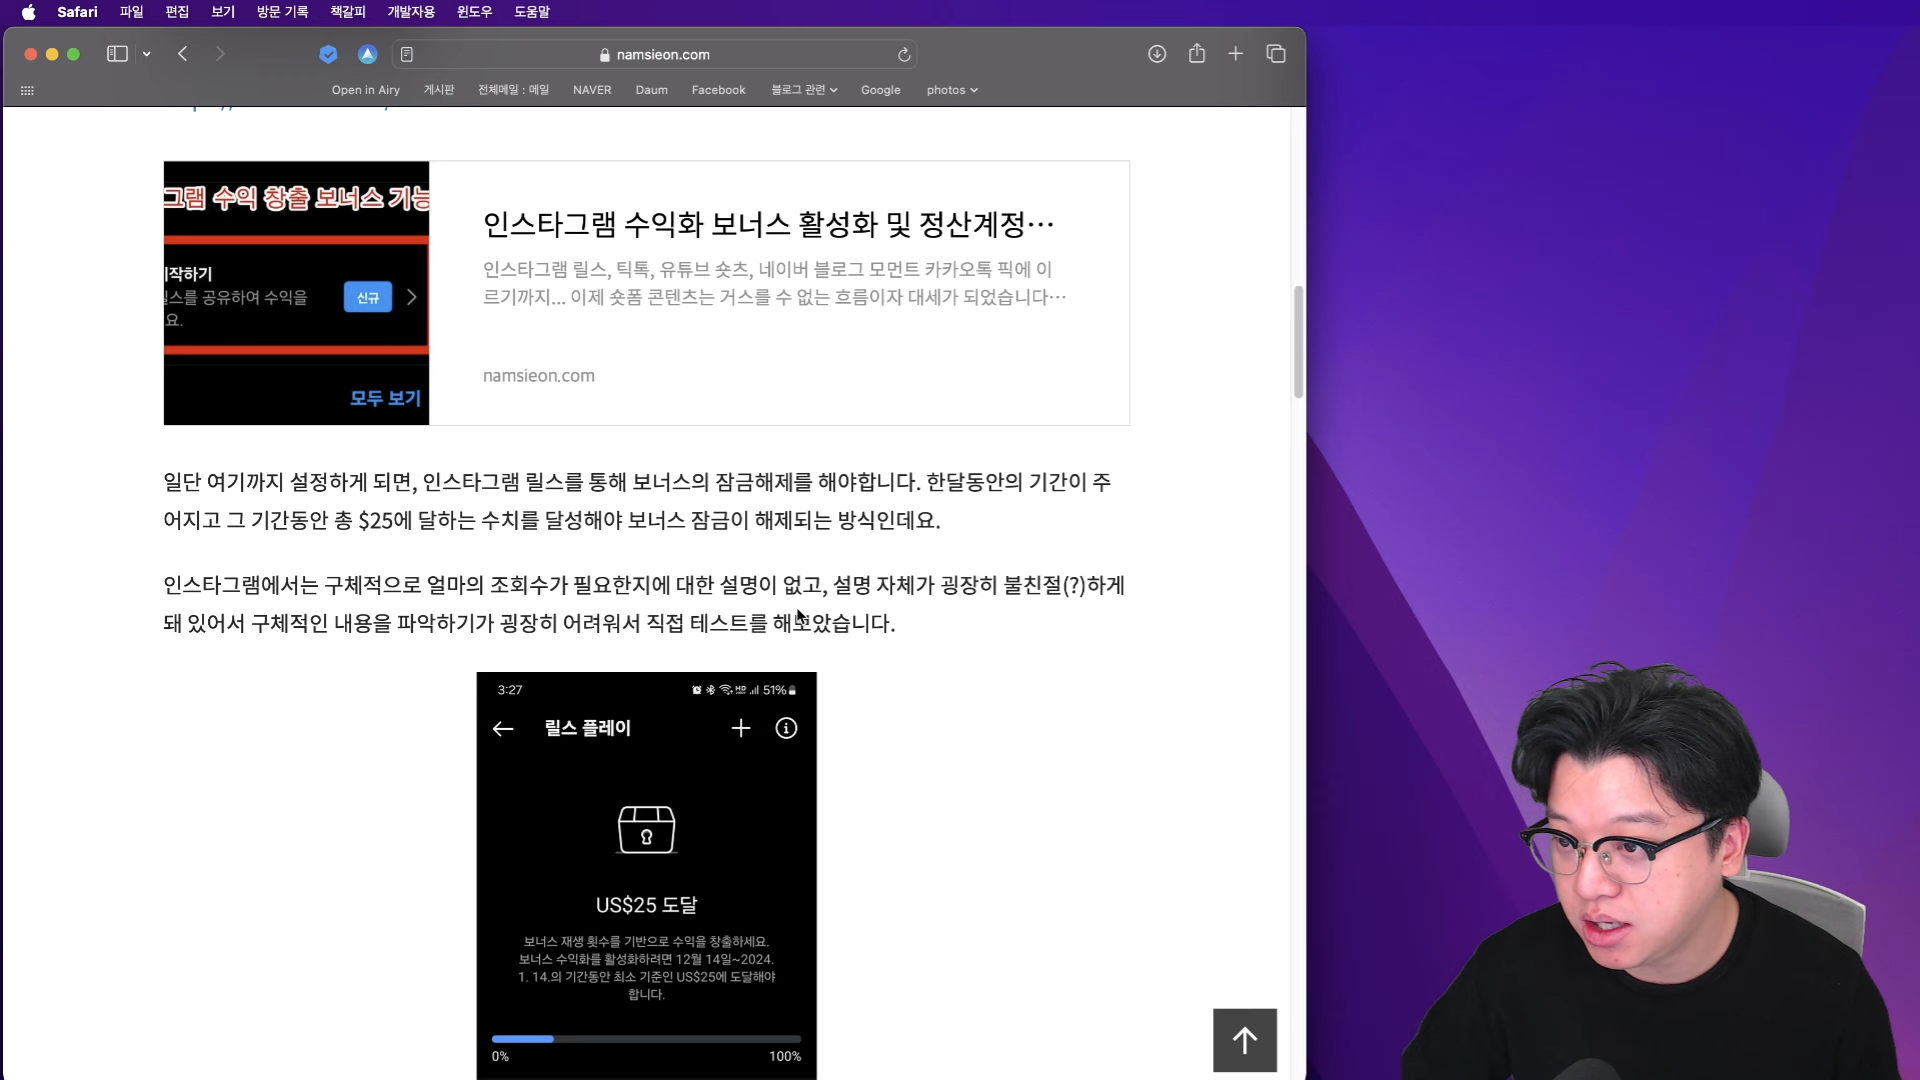 Safari 파일 편집 보기 방문 기록 책갈피 개발자용 윈도우 도움말
namsieon.com
Open in Airy 게시판 전체메일 : 메일 NAVER Daum Facebook 블로그 관련 Google photos
그램 수익 창출 보너스 기능
작하기
스를 공유하여 수익을
요.
신규
모두 보기
인스타그램 수익화 보너스 활성화 및 정산계정…
인스타그램 릴스, 틱톡, 유튜브 숏츠, 네이버 블로그 모먼트 카카오톡 픽에 이
르기까지... 이제 숏폼 콘텐츠는 거스를 수 없는 흐름이자 대세가 되었습니다…
namsieon.com
일단 여기까지 설정하게 되면, 인스타그램 릴스를 통해 보너스의 잠금해제를 해야합니다. 한달동안의 기간이 주
어지고 그 기간동안 총 $25에 달하는 수치를 달성해야 보너스 잠금이 해제되는 방식인데요.
인스타그램에서는 구체적으로 얼마의 조회수가 필요한지에 대한 설명이 없고, 설명 자체가 굉장히 불친절(?)하게
돼 있어서 구체적인 내용을 파악하기가 굉장히 어려워서 직접 테스트를 해보았습니다.
3:27 51%
릴스 플레이
US$25 도달
보너스 재생 횟수를 기반으로 수익을 창출하세요.
보너스 수익화를 활성화하려면 12월 14일~2024.
1. 14.의 기간동안 최소 기준인 US$25에 도달해야
합니다.
0% 100%